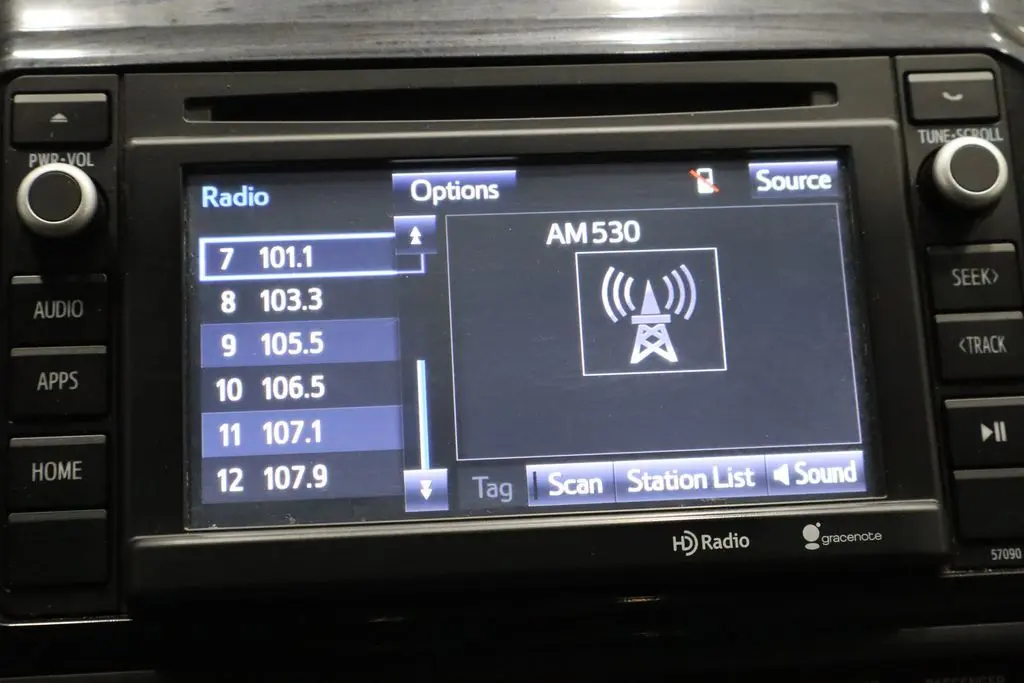 PWR•VOL
AUDIO
APPS
HOME
Radio
Options
Source
7 101.1
8 103.3
9 105.5
10 106.5
11 107.1
12 107.9
AM 530
Tag
Scan
Station List
Sound
HD Radio
gracenote
TUNE•SCROLL
SEEK>
<TRACK
57090
PASSENGER